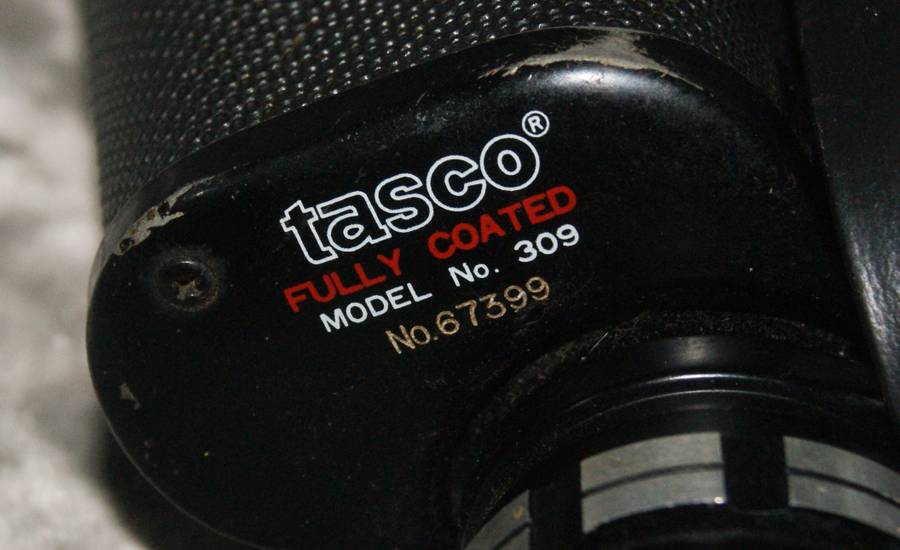 tasco®
FULLY COATED
MODEL No. 309
No.67399